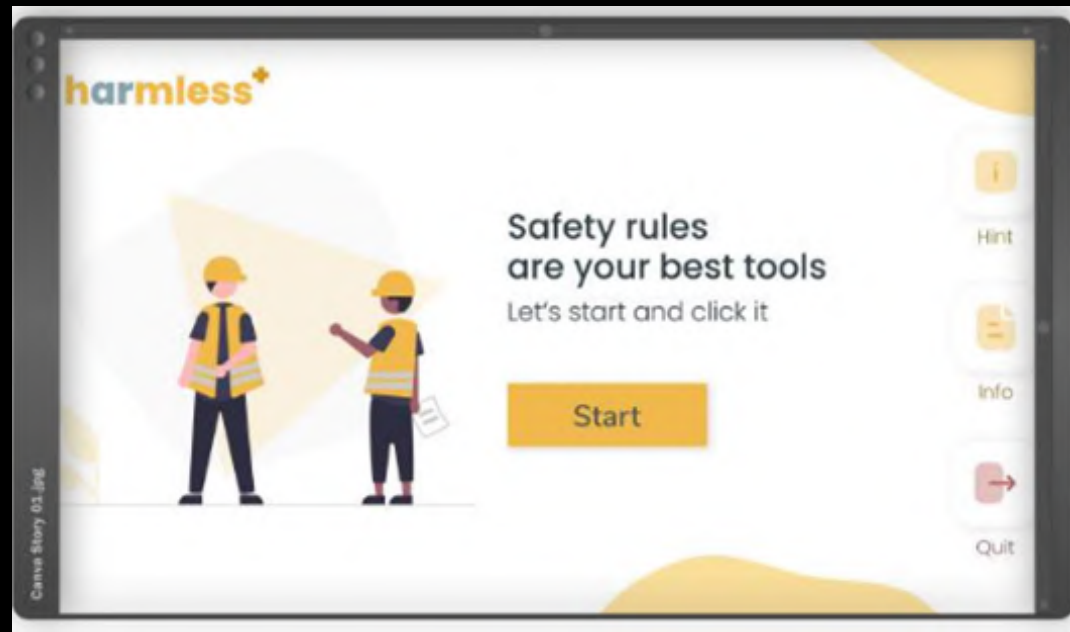 harmless+
Safety rules
are your best tools
Let's start and click it
Start
Hint
Info
Quit
Canva Story 01.jpg